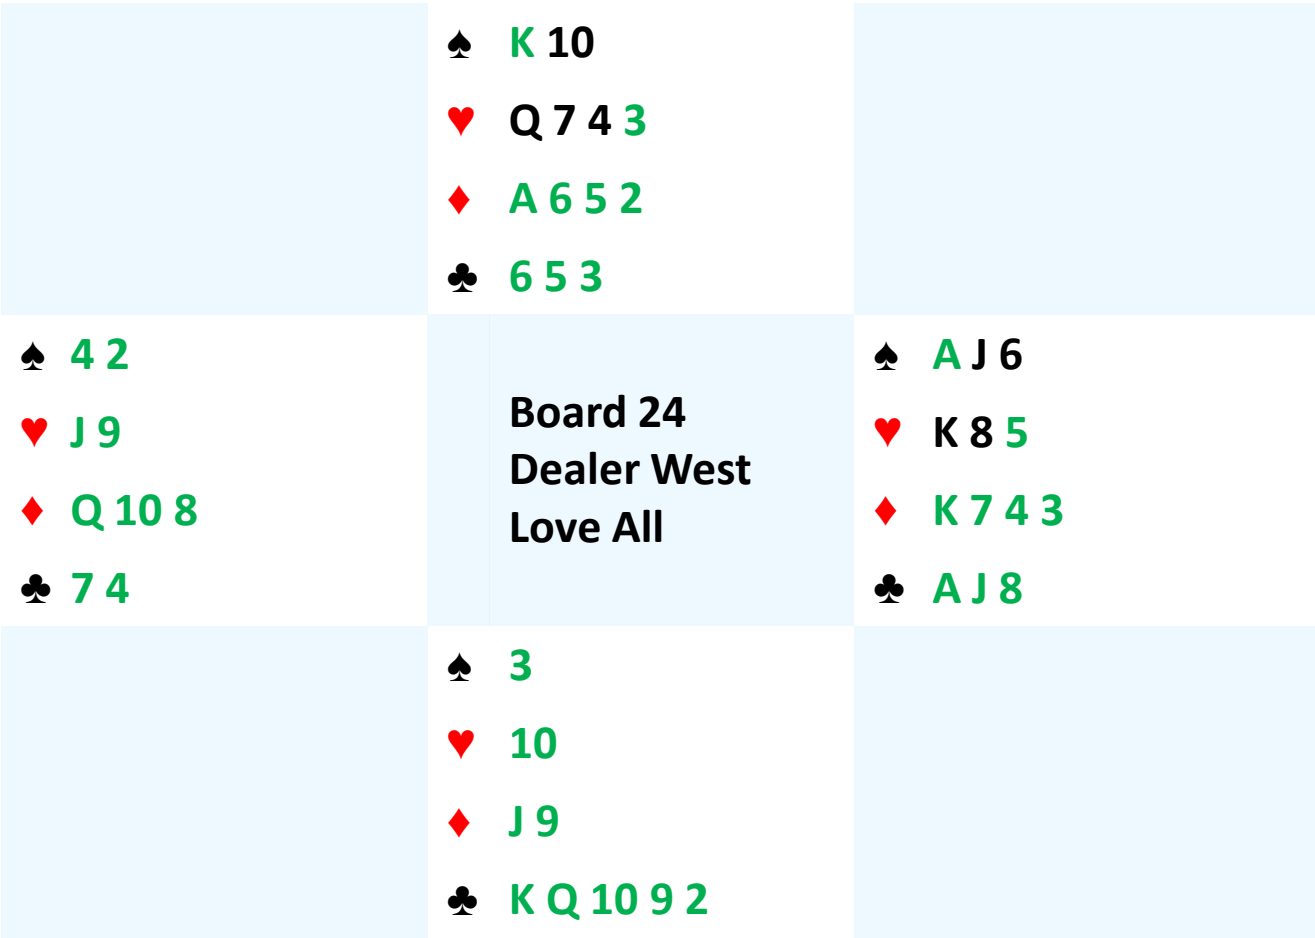 ♠ K 10
♥ Q 7 4 3
♦ A 6 5 2
♣ 6 5 3
♠ 4 2
♥ J 9
♦ Q 10 8
♣ 7 4
Board 24
Dealer West
Love All
♠ A J 6
♥ K 8 5
♦ K 7 4 3
♣ A J 8
♠ 3
♥ 10
♦ J 9
♣ K Q 10 9 2